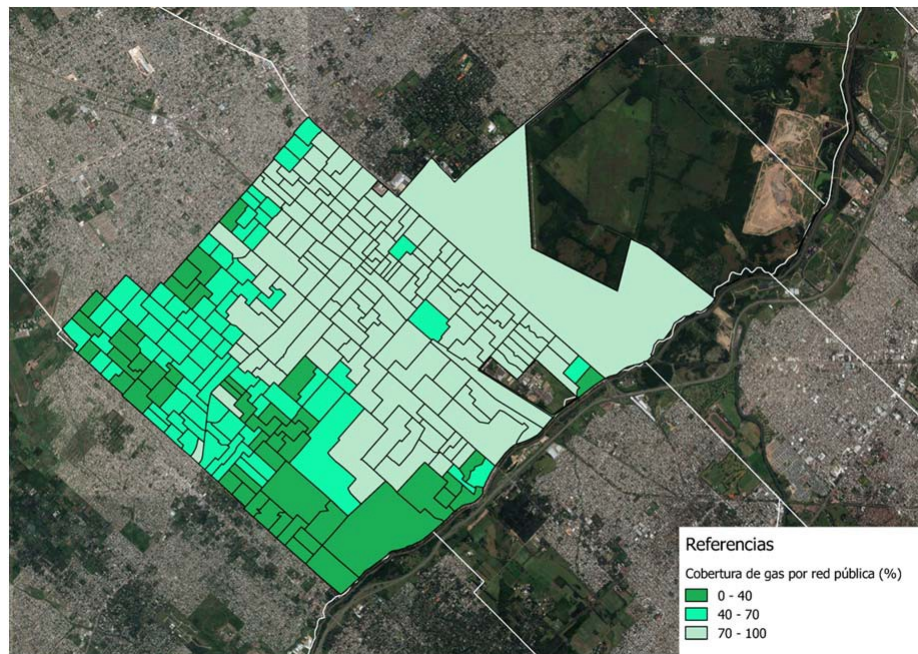 Referencias
Cobertura de gas por red pública (%)
0 - 40
40 - 70
70 - 100